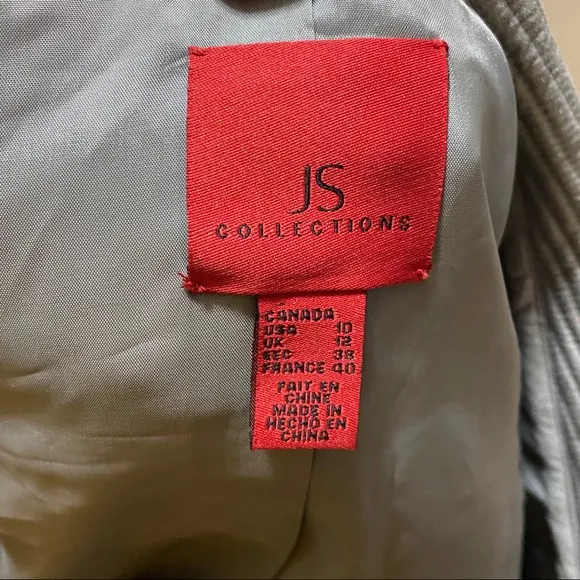 JS
COLLECTIONS
CANADA
USA 10
UK 12
EEC 38
FRANCE 40
FAIT EN
CHINE
MADE IN
HECHO EN
CHINA